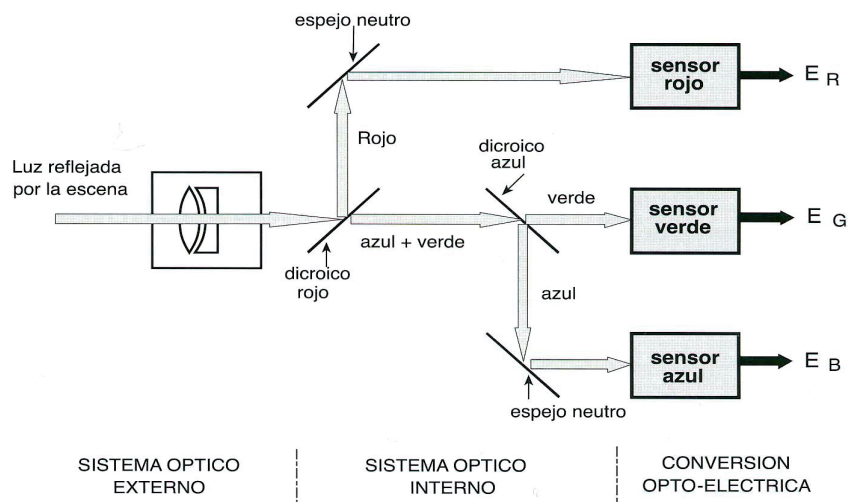 espejo neutro
sensor
rojo
E R
Rojo
dicroico
azul
Luz reflejada
por la escena
verde
sensor
verde
E G
azul + verde
dicroico
rojo
azul
sensor
azul
E B
espejo neutro
SISTEMA OPTICO
EXTERNO
SISTEMA OPTICO
INTERNO
CONVERSION
OPTO-ELECTRICA